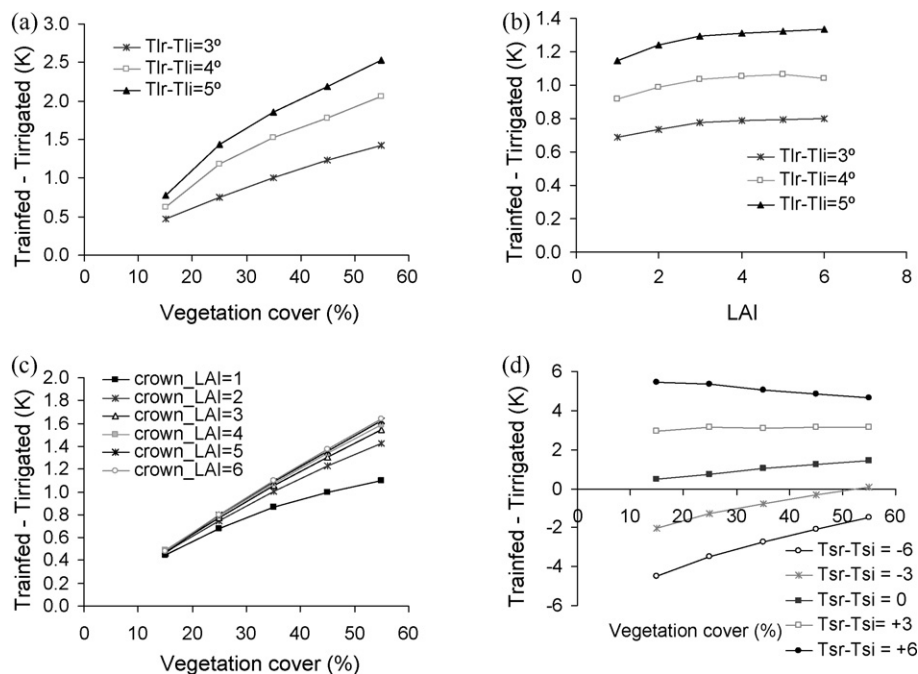 (a)
3.0
2.5
2.0
1.5
1.0
0.5
0.0
Trainfed - Tirrigated (K)
Tlr-Tli=3º
Tlr-Tli=4º
Tlr-Tli=5º
0 10 20 30 40 50 60
Vegetation cover (%)
(b)
1.4
1.2
1.0
0.8
0.6
0.4
0.2
0.0
Trainfed - Tirrigated (K)
Tlr-Tli=3º
Tlr-Tli=4º
Tlr-Tli=5º
0 2 4 6 8
LAI
(c)
2.0
1.8
1.6
1.4
1.2
1.0
0.8
0.6
0.4
0.2
0.0
Trainfed - Tirrigated (K)
crown_LAI=1
crown_LAI=2
crown_LAI=3
crown_LAI=4
crown_LAI=5
crown_LAI=6
0 10 20 30 40 50 60
Vegetation cover (%)
(d)
6
4
2
0
-2
-4
-6
Trainfed - Tirrigated (K)
0 10 20 30 40 50 60
Tsr-Tsi = -6
Tsr-Tsi = -3
Tsr-Tsi = 0
Tsr-Tsi= +3
Tsr-Tsi = +6
Vegetation cover (%)